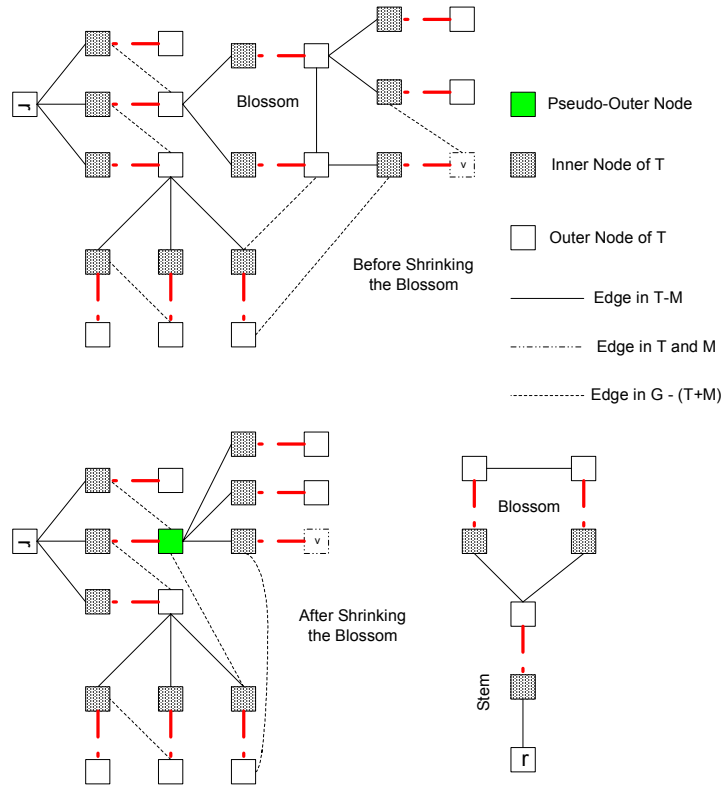 r
Blossom
v
Before Shrinking
the Blossom
Pseudo-Outer Node
Inner Node of T
Outer Node of T
Edge in T-M
Edge in T and M
Edge in G - (T+M)
r
v
After Shrinking
the Blossom
Blossom
Stem
r